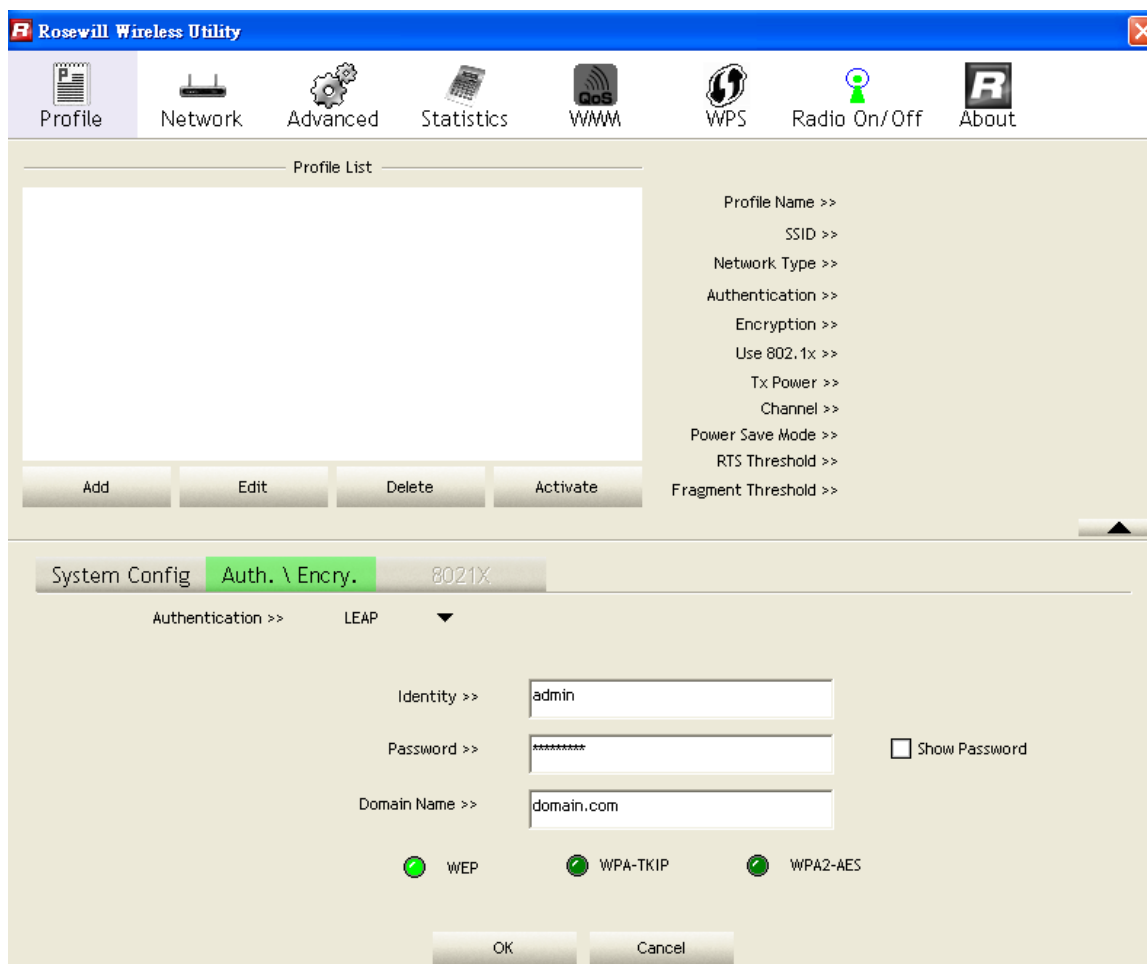 R Rosewill Wireless Utility
Profile Network Advanced Statistics QoS WMM WPS Radio On/Off R About
Profile List
Profile Name >>
SSID >>
Network Type >>
Authentication >>
Encryption >>
Use 802.1x >>
Tx Power >>
Channel >>
Power Save Mode >>
RTS Threshold >>
Fragment Threshold >>
Add Edit Delete Activate
System Config Auth. \ Encry. 8021X
Authentication >> LEAP
Identity >> admin
Password >> ********* Show Password
Domain Name >> domain.com
WEP WPA-TKIP WPA2-AES
OK Cancel